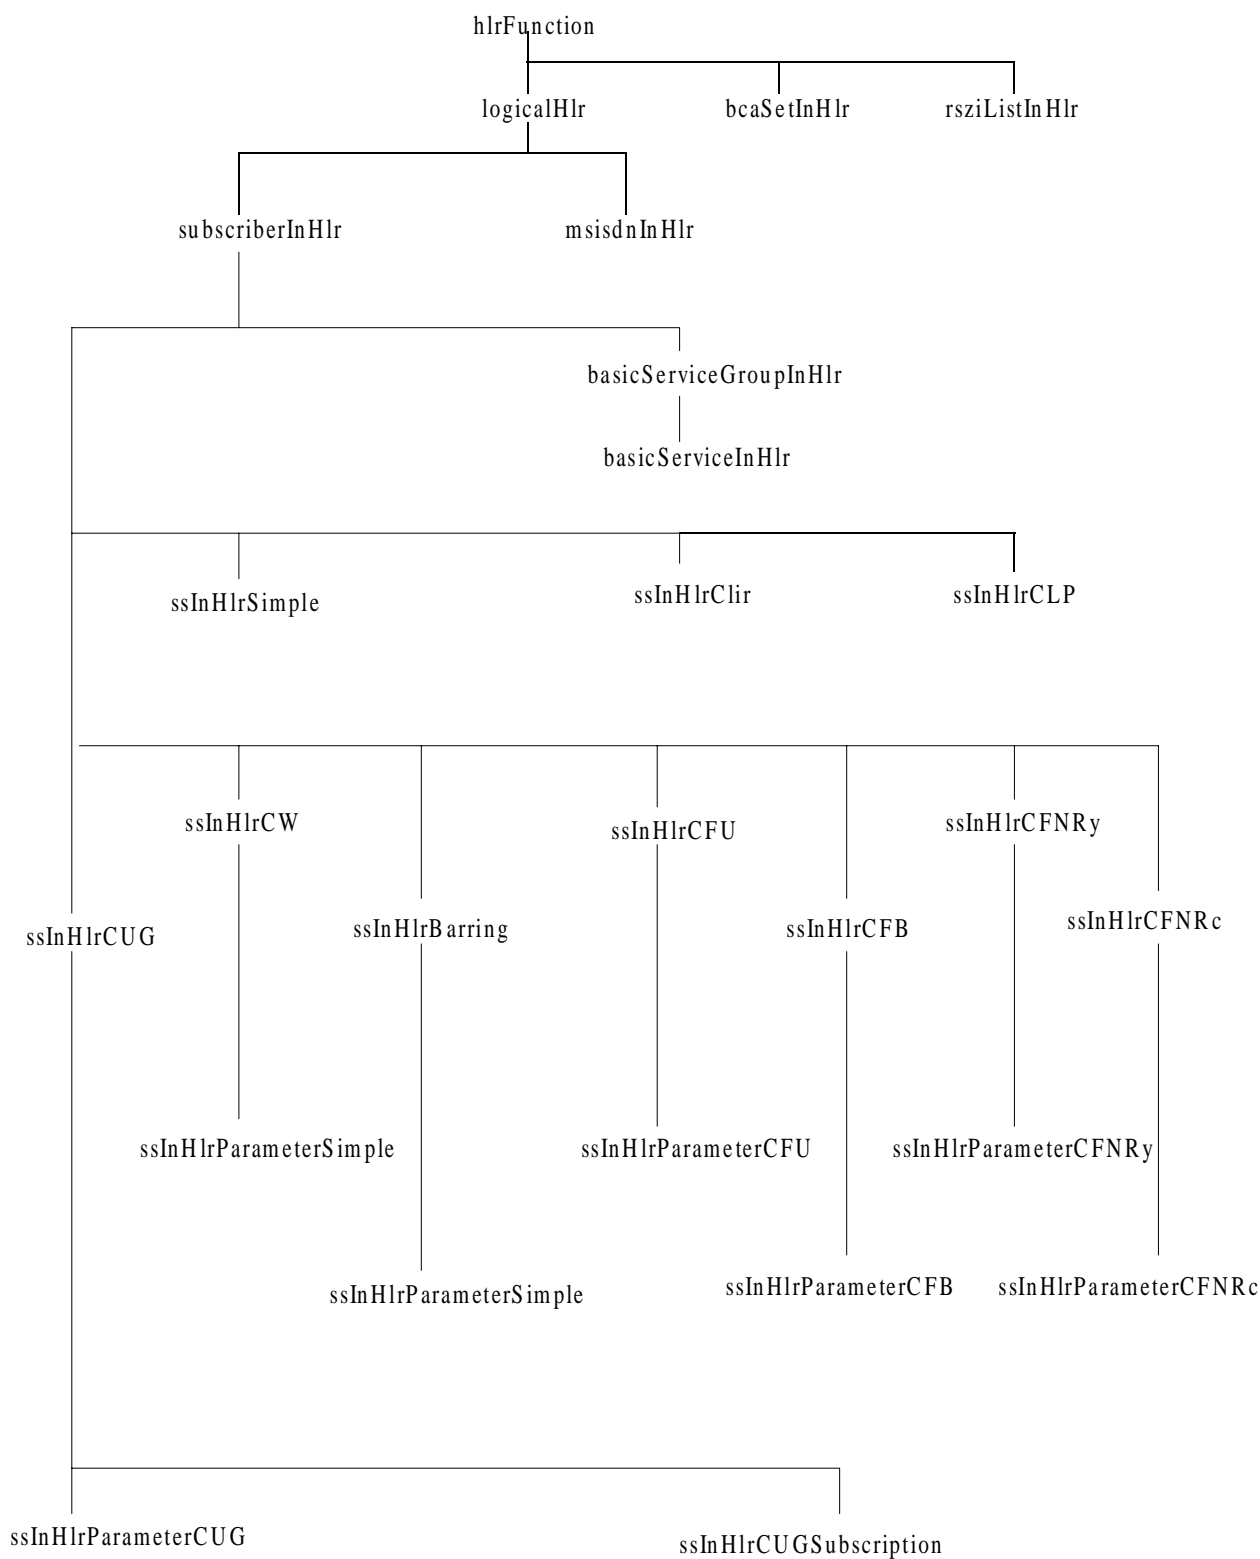 hlrFunction
logicalHlr
bcaSetInHlr
rsziListInHlr
subscriberInHlr
msisdnInHlr
basicServiceGroupInHlr
basicServiceInHlr
ssInHlrSimple
ssInHlrClir
ssInHlrCLP
ssInHlrCW
ssInHlrCFU
ssInHlrCFNRy
ssInHlrCUG
ssInHlrBarring
ssInHlrCFB
ssInHlrCFNRc
ssInHlrParameterSimple
ssInHlrParameterCFU
ssInHlrParameterCFNRy
ssInHlrParameterSimple
ssInHlrParameterCFB
ssInHlrParameterCFNRc
ssInHlrParameterCUG
ssInHlrCUGSubscription